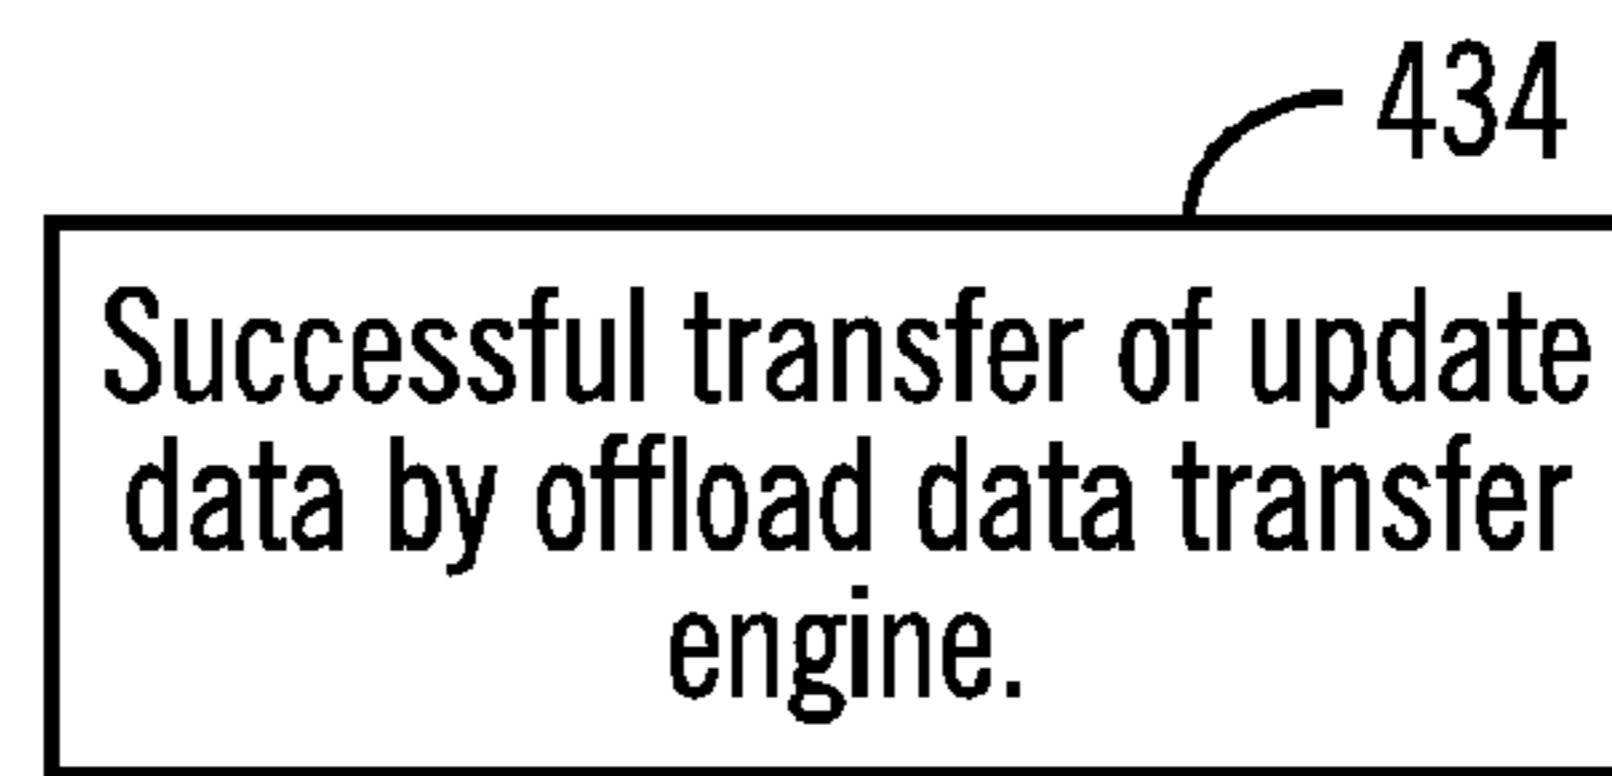 434
Successful transfer of update
data by offload data transfer
engine.